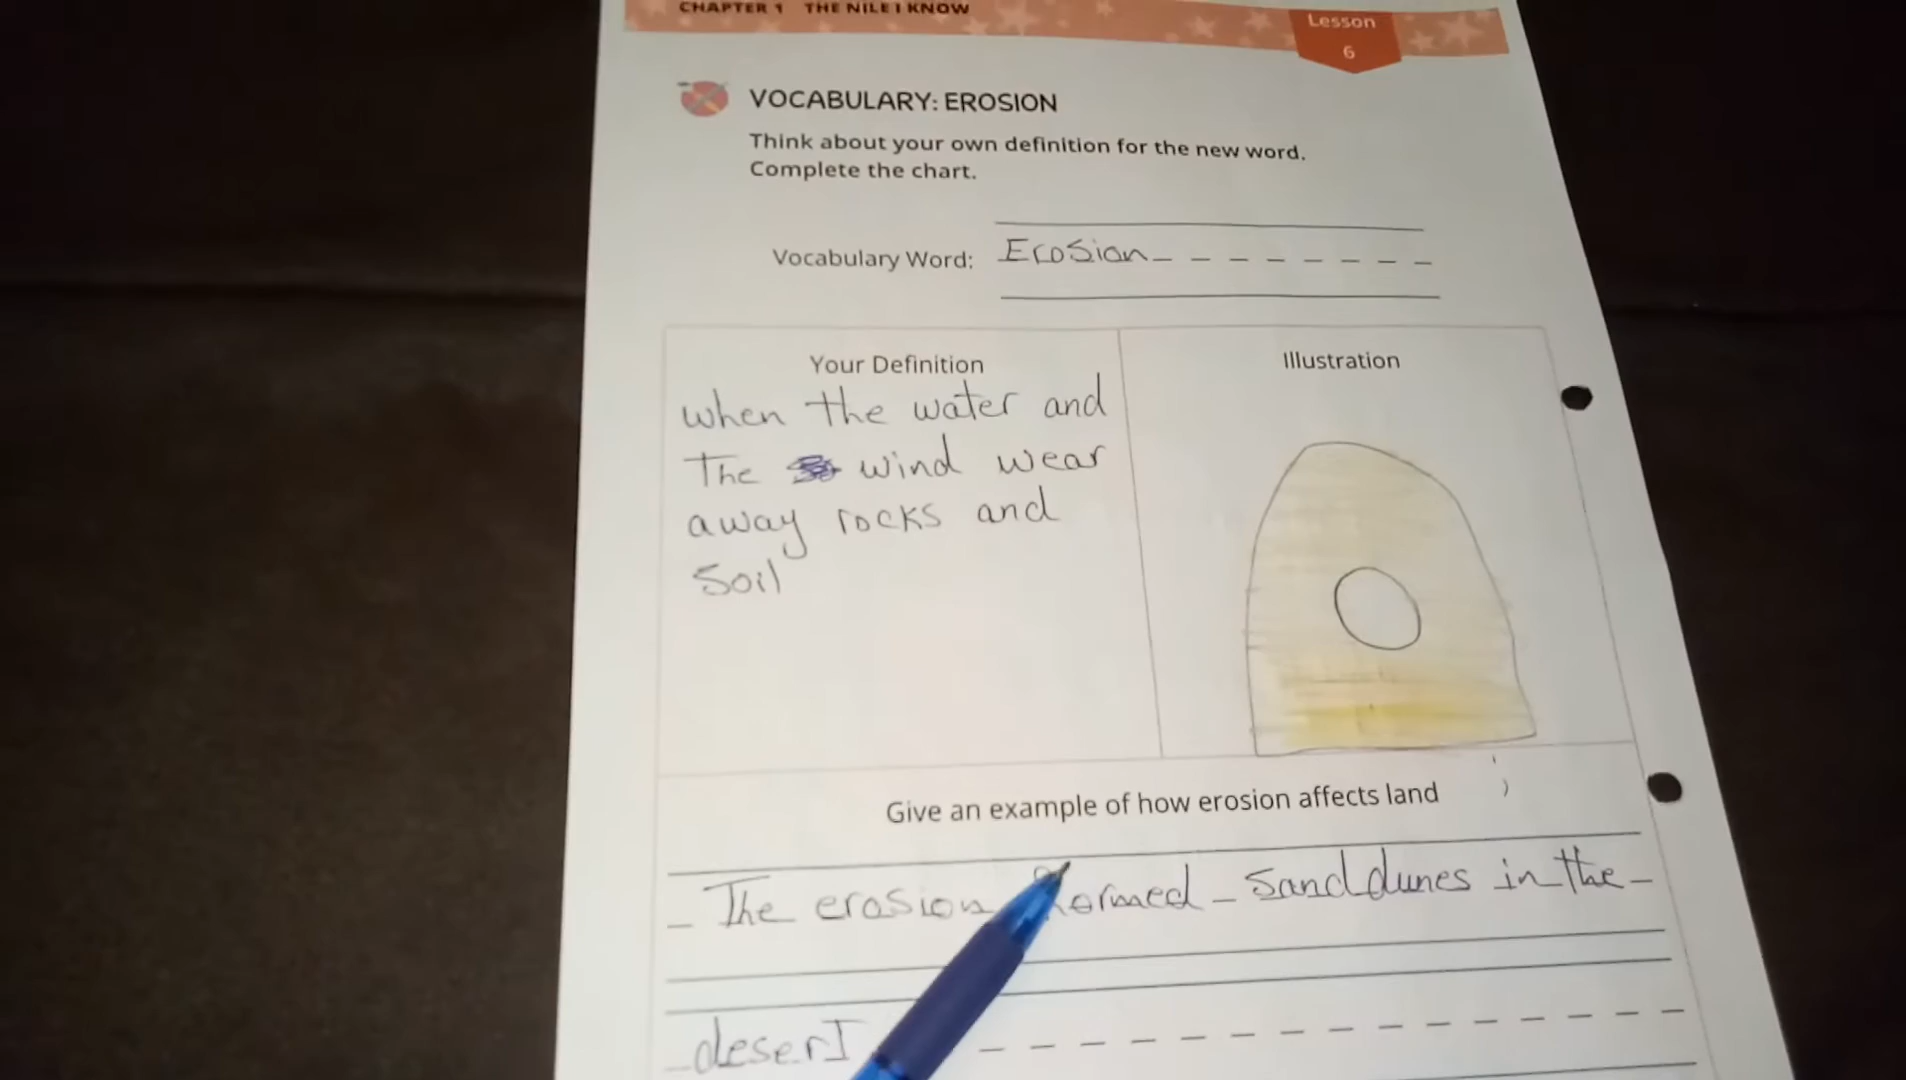 CHAPTER 1 THE NILE I KNOW
Lesson
6
VOCABULARY: EROSION
Think about your own definition for the new word.
Complete the chart.
Vocabulary Word: Erosion
Your Definition
when the water and
The wind wear
away rocks and
Soil
Illustration
Give an example of how erosion affects land
The erosion formed Sand dunes in the
desert